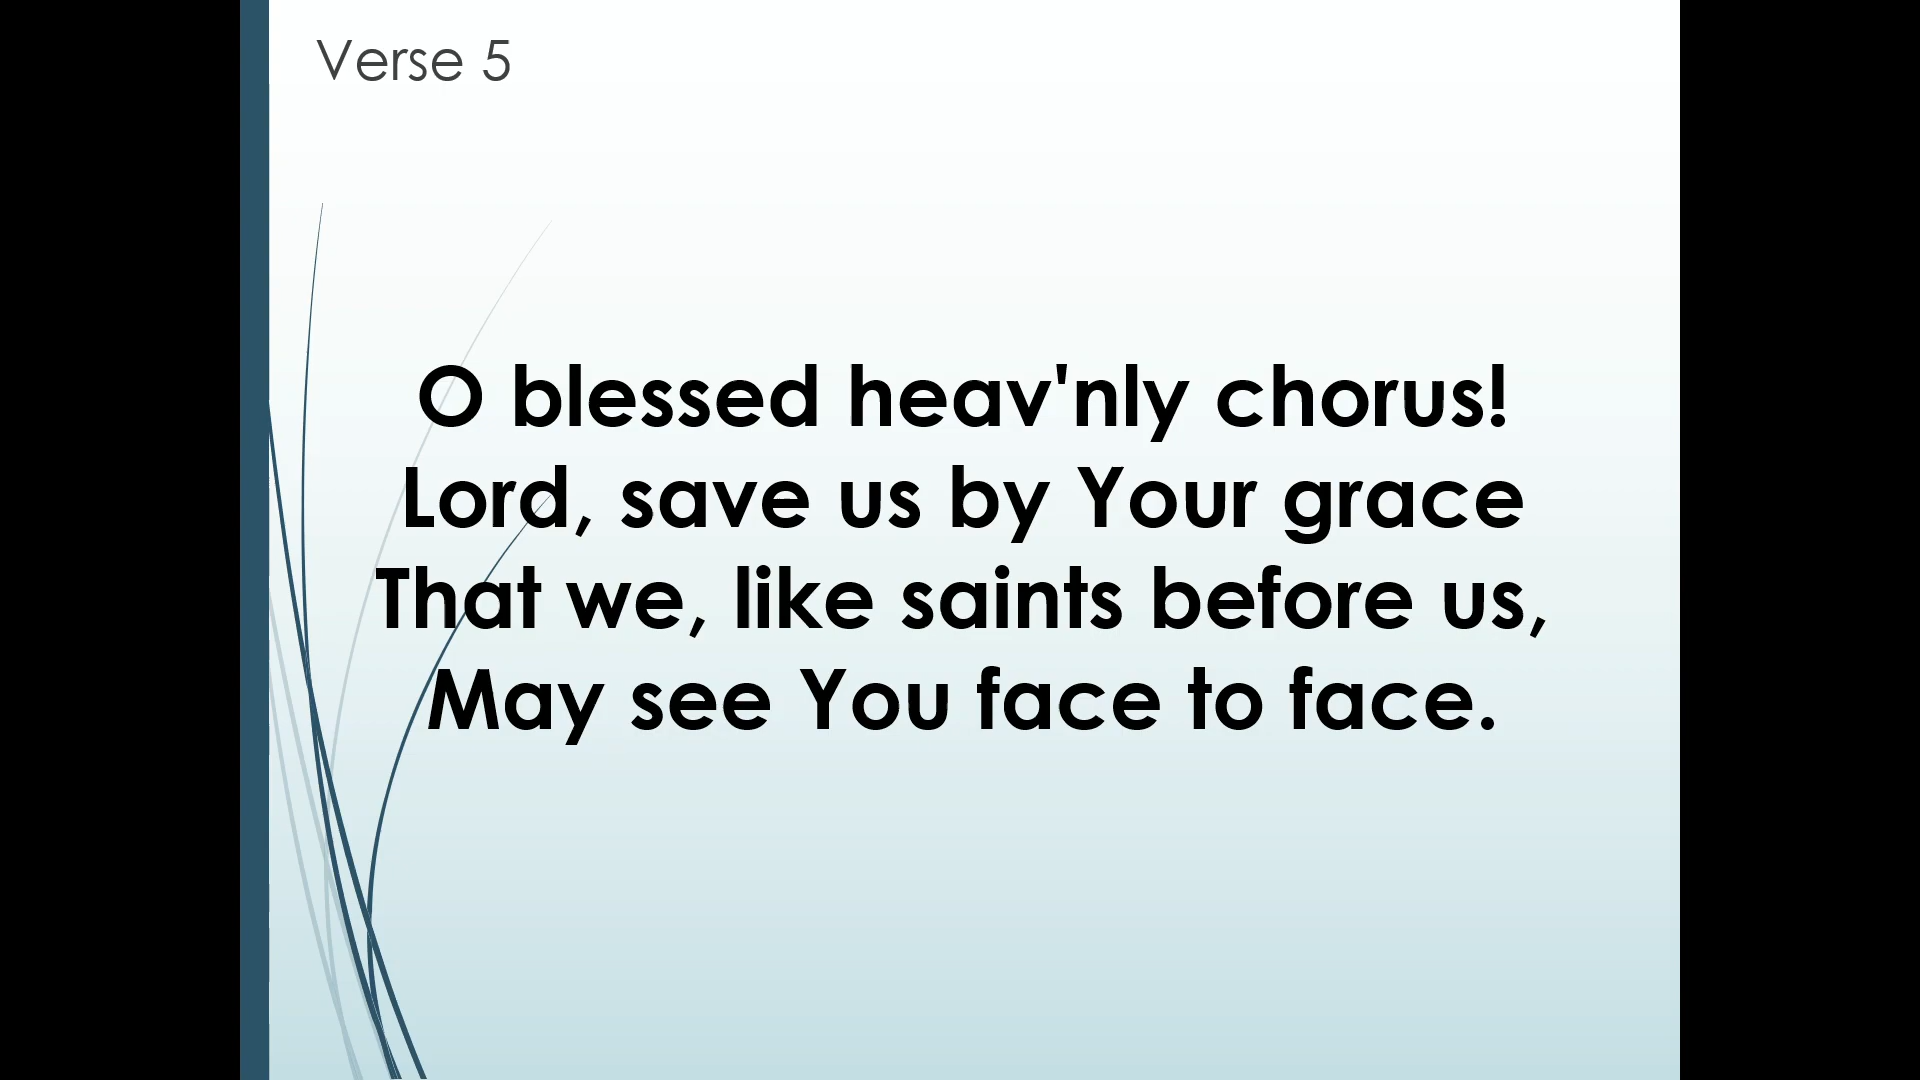 Verse 5
O blessed heav'nly chorus!
Lord, save us by Your grace
That we, like saints before us,
May see You face to face.